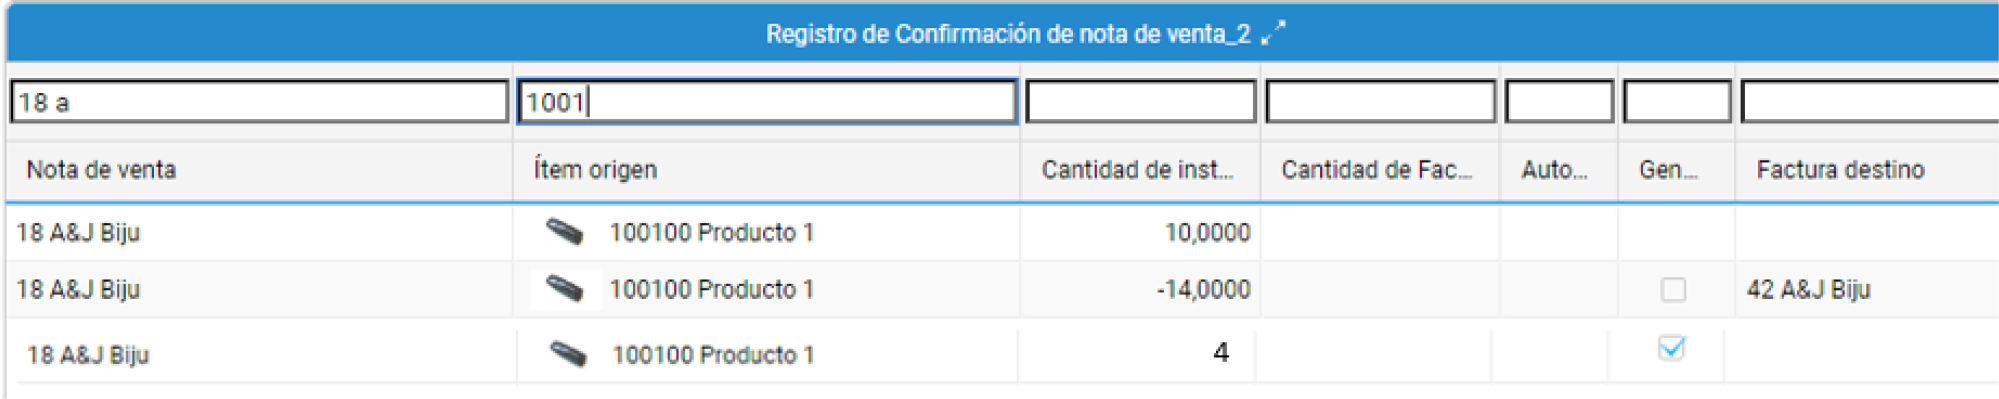 Registro de Confirmación de nota de venta_2
18 a 1001
Nota de venta Ítem origen Cantidad de inst... Cantidad de Fac... Auto... Gen... Factura destino
18 A&J Biju 100100 Producto 1 10,0000
18 A&J Biju 100100 Producto 1 -14,0000 42 A&J Biju
18 A&J Biju 100100 Producto 1 4